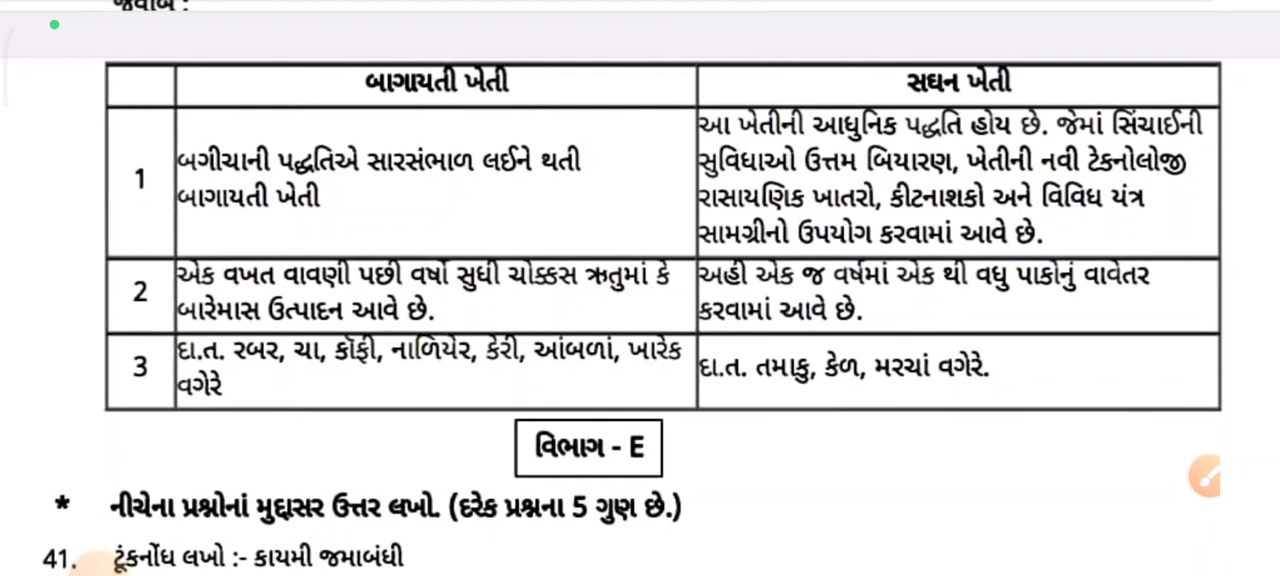 જવાબ :
બાગાયતી ખેતી
સઘન ખેતી
1
બગીચાની પદ્ધતિએ સારસંભાળ લઈને થતી
બાગાયતી ખેતી
આ ખેતીની આધુનિક પદ્ધતિ હોય છે. જેમાં સિંચાઈની
સુવિધાઓ ઉત્તમ બિયારણ, ખેતીની નવી ટેકનોલોજી
રાસાયણિક ખાતરો, કીટનાશકો અને વિવિધ યંત્ર
સામગ્રીનો ઉપયોગ કરવામાં આવે છે.
2
એક વખત વાવણી પછી વર્ષો સુધી ચોક્કસ ઋતુમાં કે
બારેમાસ ઉત્પાદન આવે છે.
અહી એક જ વર્ષમાં એક થી વધુ પાકોનું વાવેતર
કરવામાં આવે છે.
3
દા.ત. રબર, ચા, કૉફી, નાળિયેર, કેરી, આંબળાં, ખારેક
વગેરે
દા.ત. તમાકુ, કેળ, મરચાં વગેરે.
વિભાગ - E
* નીચેના પ્રશ્નોનાં મુદ્દાસર ઉત્તર લખો. (દરેક પ્રશ્નના 5 ગુણ છે.)
41. ટૂંકનોંધ લખો :- કાયમી જમાબંધી